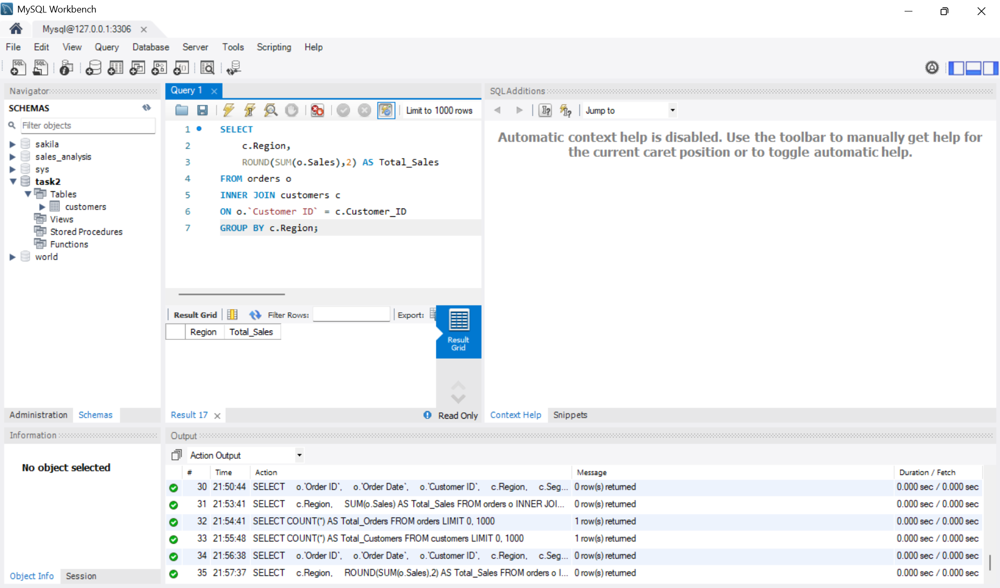 MySQL Workbench
Mysql@127.0.0.1:3306
File Edit View Query Database Server Tools Scripting Help
Navigator
SCHEMAS
Filter objects
sakila
sales_analysis
sys
task2
Tables
customers
Views
Stored Procedures
Functions
world
Administration Schemas
Information
No object selected
Object Info Session
Query 1
Limit to 1000 rows
1 SELECT
2 c.Region,
3 ROUND(SUM(o.Sales),2) AS Total_Sales
4 FROM orders o
5 INNER JOIN customers c
6 ON o.`Customer ID` = c.Customer_ID
7 GROUP BY c.Region;
Result Grid Filter Rows: Export:
Region Total_Sales
Result
Grid
Result 17 Read Only
SQLAdditions
Jump to
Automatic context help is disabled. Use the toolbar to manually get help for
the current caret position or to toggle automatic help.
Context Help Snippets
Output
Action Output
# Time Action Message Duration / Fetch
30 21:50:44 SELECT o.`Order ID`, o.`Order Date`, o.`Customer ID`, c.Region, c.Seg... 0 row(s) returned 0.000 sec / 0.000 sec
31 21:53:41 SELECT c.Region, SUM(o.Sales) AS Total_Sales FROM orders o INNER JOI... 0 row(s) returned 0.000 sec / 0.000 sec
32 21:54:41 SELECT COUNT(*) AS Total_Orders FROM orders LIMIT 0, 1000 1 row(s) returned 0.000 sec / 0.000 sec
33 21:55:48 SELECT COUNT(*) AS Total_Customers FROM customers LIMIT 0, 1000 1 row(s) returned 0.000 sec / 0.000 sec
34 21:56:38 SELECT o.`Order ID`, o.`Order Date`, o.`Customer ID`, c.Region, c.Seg... 0 row(s) returned 0.000 sec / 0.000 sec
35 21:57:37 SELECT c.Region, ROUND(SUM(o.Sales),2) AS Total_Sales FROM orders o I... 0 row(s) returned 0.000 sec / 0.000 sec